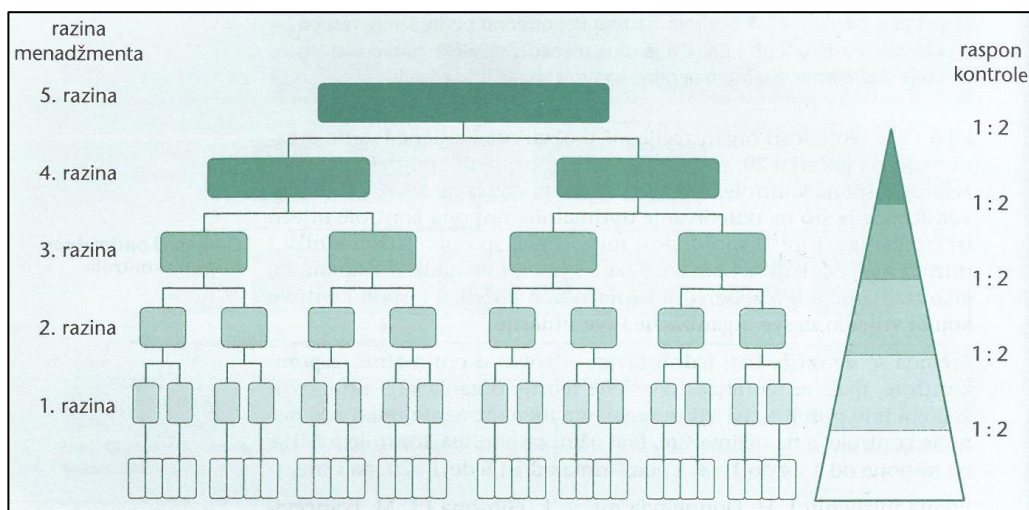 razina
menadžmenta
raspon
kontrole
5. razina
1 : 2
4. razina
1 : 2
3. razina
1 : 2
2. razina
1 : 2
1. razina
1 : 2